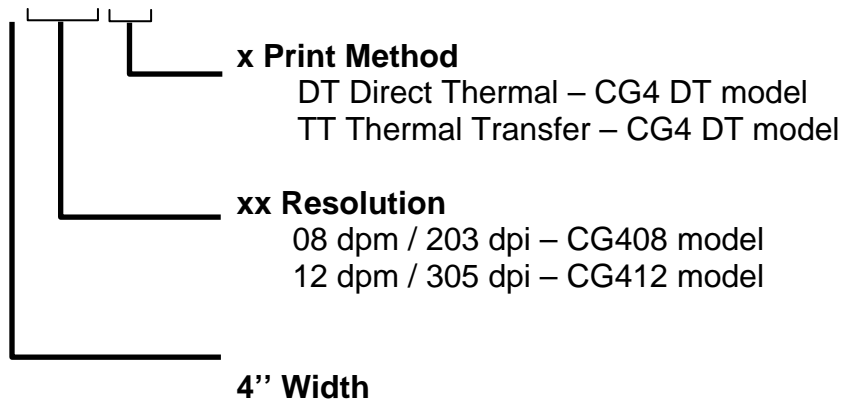 x Print Method
DT Direct Thermal – CG4 DT model
TT Thermal Transfer – CG4 DT model
xx Resolution
08 dpm / 203 dpi – CG408 model
12 dpm / 305 dpi – CG412 model
4’’ Width